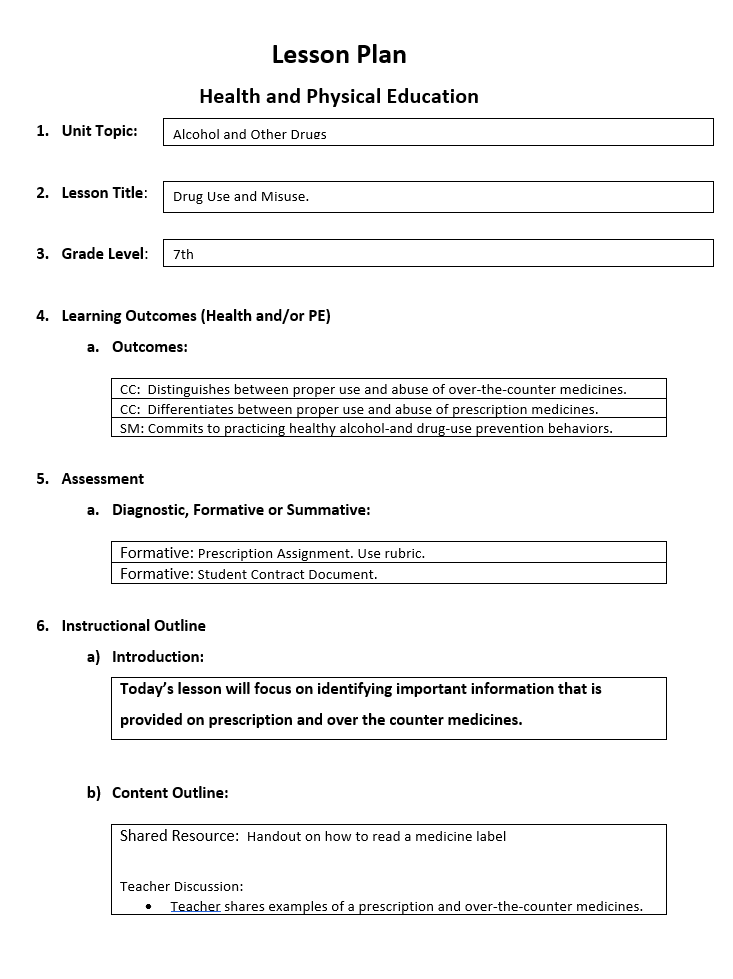 Lesson Plan
Health and Physical Education
1. Unit Topic:
Alcohol and Other Drugs
2. Lesson Title:
Drug Use and Misuse.
3. Grade Level:
7th
4. Learning Outcomes (Health and/or PE)
a. Outcomes:
CC: Distinguishes between proper use and abuse of over-the-counter medicines.
CC: Differentiates between proper use and abuse of prescription medicines.
SM: Commits to practicing healthy alcohol-and drug-use prevention behaviors.
5. Assessment
a. Diagnostic, Formative or Summative:
Formative: Prescription Assignment. Use rubric.
Formative: Student Contract Document.
6. Instructional Outline
a) Introduction:
Today’s lesson will focus on identifying important information that is
provided on prescription and over the counter medicines.
b) Content Outline:
Shared Resource: Handout on how to read a medicine label
Teacher Discussion:
• Teacher shares examples of a prescription and over-the-counter medicines.